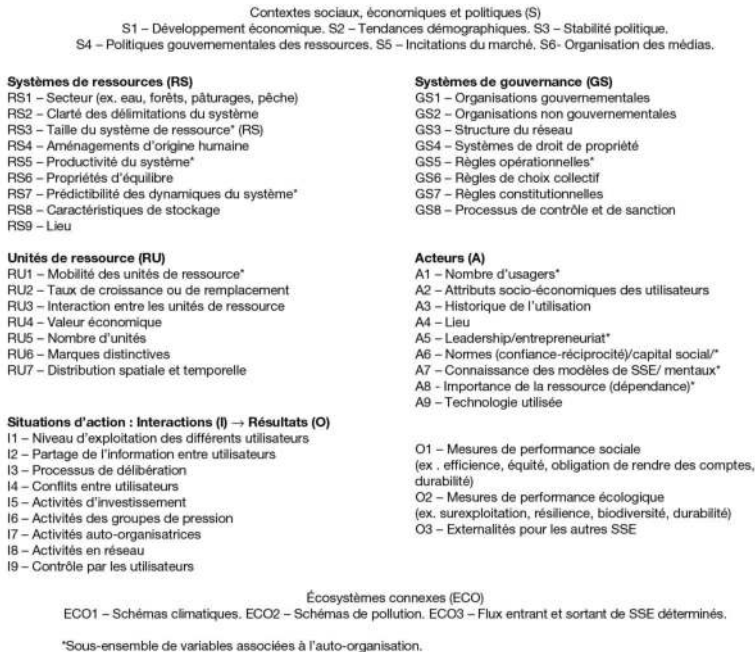 Contextes sociaux, économiques et politiques (S)
S1 – Développement économique. S2 – Tendances démographiques. S3 – Stabilité politique.
S4 – Politiques gouvernementales des ressources. S5 – Incitations du marché. S6- Organisation des médias.
Systèmes de ressources (RS)
RS1 – Secteur (ex. eau, forêts, pâturages, pêche)
RS2 – Clarté des délimitations du système
RS3 – Taille du système de ressource* (RS)
RS4 – Aménagements d'origine humaine
RS5 – Productivité du système*
RS6 – Propriétés d'équilibre
RS7 – Prédictibilité des dynamiques du système*
RS8 – Caractéristiques de stockage
RS9 – Lieu
Systèmes de gouvernance (GS)
GS1 – Organisations gouvernementales
GS2 – Organisations non gouvernementales
GS3 – Structure du réseau
GS4 – Systèmes de droit de propriété
GS5 – Règles opérationnelles*
GS6 – Règles de choix collectif
GS7 – Règles constitutionnelles
GS8 – Processus de contrôle et de sanction
Unités de ressource (RU)
RU1 – Mobilité des unités de ressource*
RU2 – Taux de croissance ou de remplacement
RU3 – Interaction entre les unités de ressource
RU4 – Valeur économique
RU5 – Nombre d'unités
RU6 – Marques distinctives
RU7 – Distribution spatiale et temporelle
Acteurs (A)
A1 – Nombre d'usagers*
A2 – Attributs socio-économiques des utilisateurs
A3 – Historique de l'utilisation
A4 – Lieu
A5 – Leadership/entrepreneuriat*
A6 – Normes (confiance-réciprocité)/capital social/*
A7 – Connaissance des modèles de SSE/ mentaux*
A8 - Importance de la ressource (dépendance)*
A9 – Technologie utilisée
Situations d'action : Interactions (I) → Résultats (O)
I1 – Niveau d'exploitation des différents utilisateurs
I2 – Partage de l'information entre utilisateurs
I3 – Processus de délibération
I4 – Conflits entre utilisateurs
I5 – Activités d'investissement
I6 – Activités des groupes de pression
I7 – Activités auto-organisatrices
I8 – Activités en réseau
I9 – Contrôle par les utilisateurs
O1 – Mesures de performance sociale
(ex . efficience, équité, obligation de rendre des comptes,
durabilité)
O2 – Mesures de performance écologique
(ex. surexploitation, résilience, biodiversité, durabilité)
O3 – Externalités pour les autres SSE
Écosystèmes connexes (ECO)
ECO1 – Schémas climatiques. ECO2 – Schémas de pollution. ECO3 – Flux entrant et sortant de SSE déterminés.
*Sous-ensemble de variables associées à l'auto-organisation.